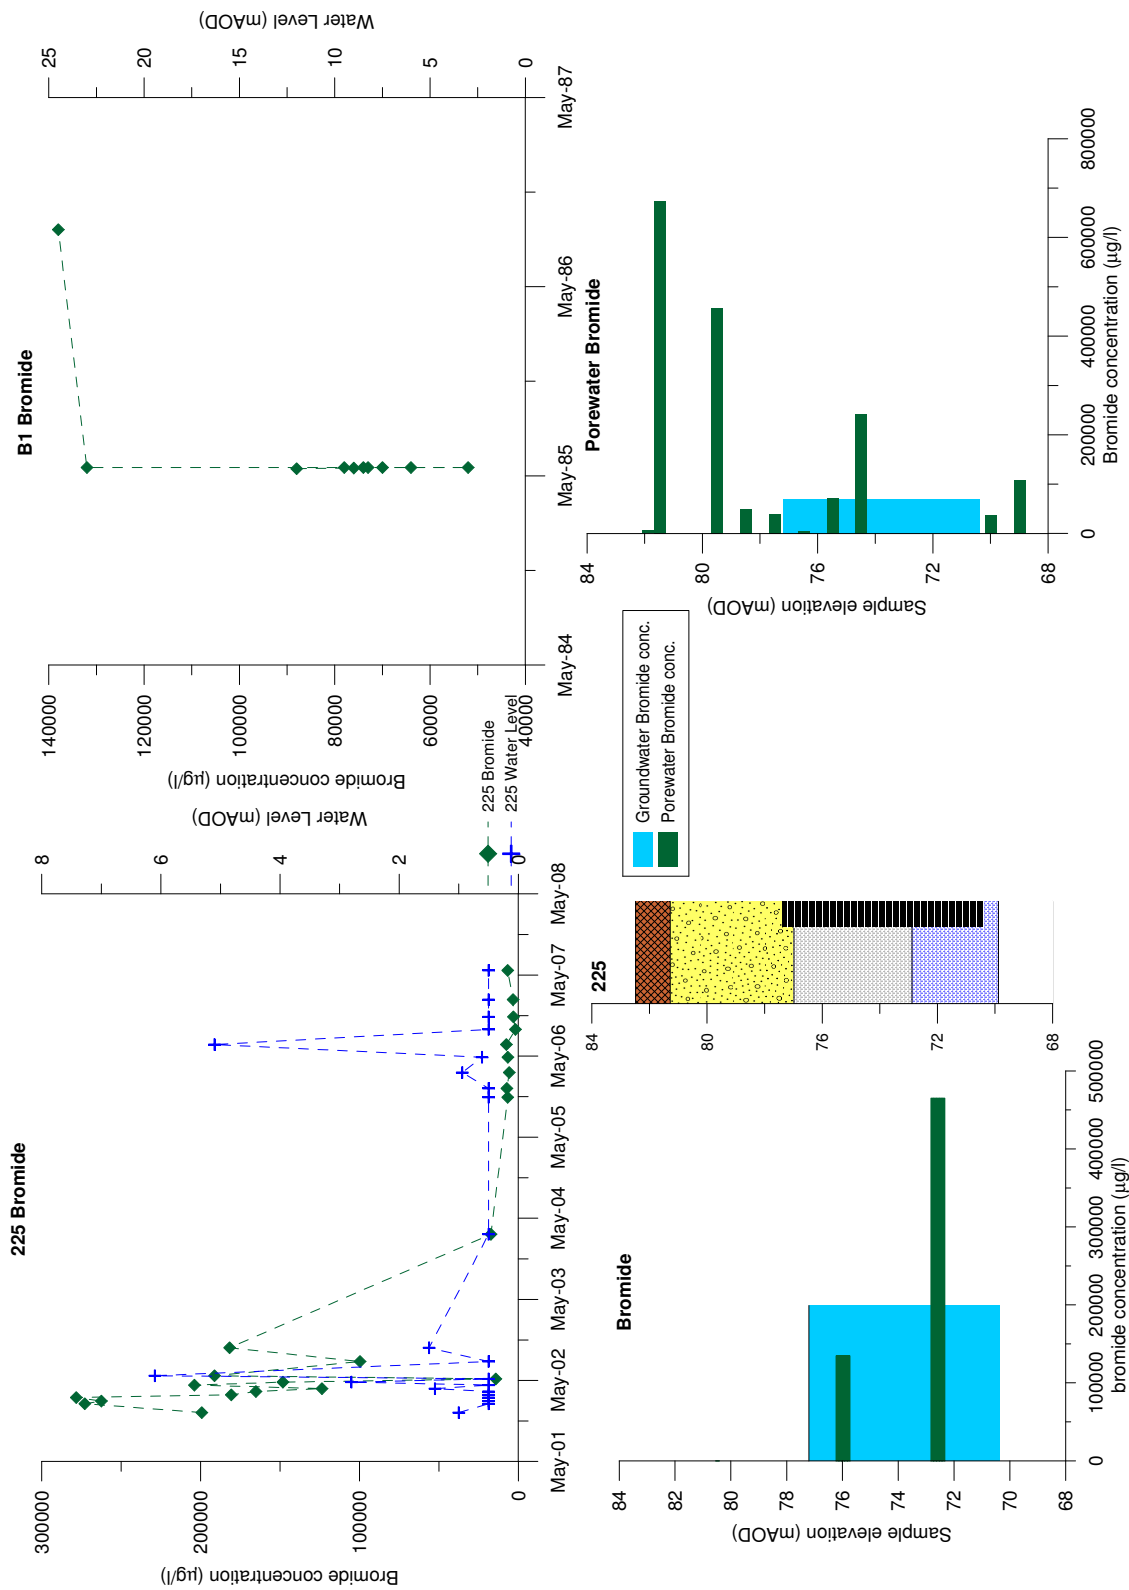 225 Bromide
300000
200000
100000
0
Bromide concentration (µg/l)
8
6
4
2
0
Water Level (mAOD)
May-01
May-02
May-03
May-04
May-05
May-06
May-07
May-08
225 Bromide
225 Water Level
B1 Bromide
140000
120000
100000
80000
60000
40000
Bromide concentration (µg/l)
25
20
15
10
5
0
Water Level (mAOD)
May-84
May-85
May-86
May-87
Bromide
84
82
80
78
76
74
72
70
68
Sample elevation (mAOD)
0
100000
200000
300000
400000
500000
bromide concentration (µg/l)
225
84
80
76
72
68
Groundwater Bromide conc.
Porewater Bromide conc.
Porewater Bromide
84
80
76
72
68
Sample elevation (mAOD)
0
200000
400000
600000
800000
Bromide concentration (µg/l)